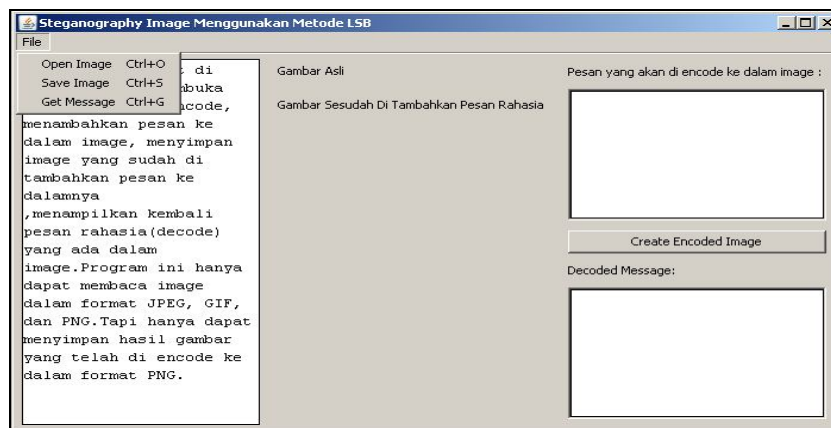 Steganography Image Menggunakan Metode LSB
File
Open Image Ctrl+O
Save Image Ctrl+S
Get Message Ctrl+G
di
buka
ncode,
menambahkan pesan ke
dalam image, menyimpan
image yang sudah di
tambahkan pesan ke
dalamnya
,menampilkan kembali
pesan rahasia(decode)
yang ada dalam
image.Program ini hanya
dapat membaca image
dalam format JPEG, GIF,
dan PNG.Tapi hanya dapat
menyimpan hasil gambar
yang telah di encode ke
dalam format PNG.
Gambar Asli
Gambar Sesudah Di Tambahkan Pesan Rahasia
Pesan yang akan di encode ke dalam image :
Create Encoded Image
Decoded Message: